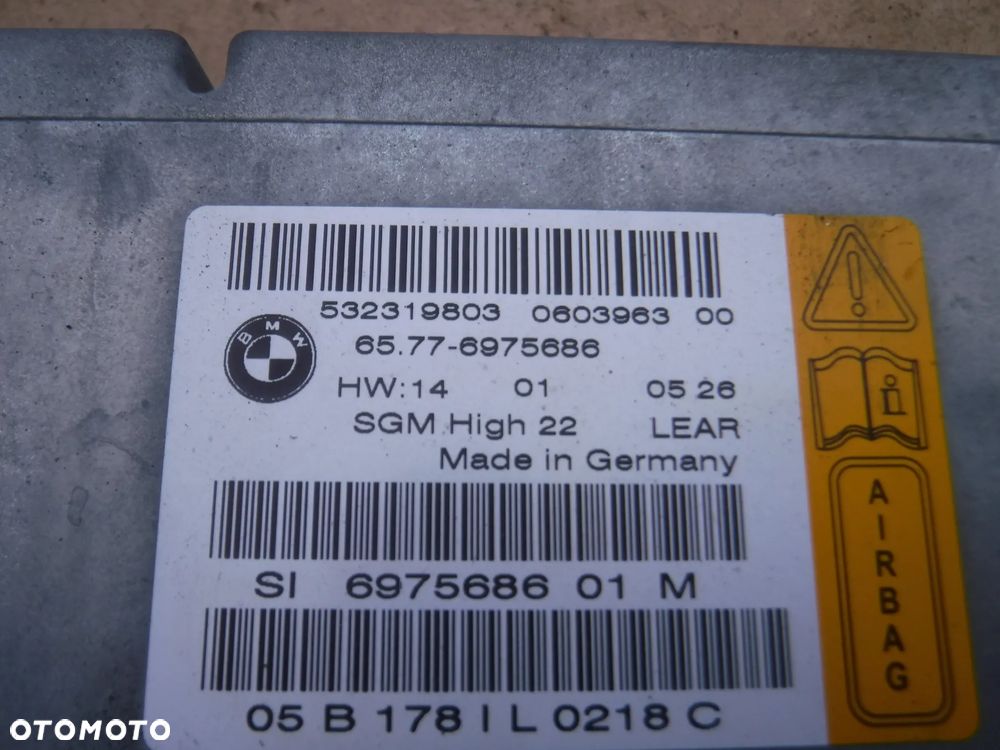 532319803 0603963 00
BMW
65.77-6975686
HW:14 01 05 26
SGM High 22 LEAR
Made in Germany
SI 6975686 01 M
05 B 178 I L 0218 C
i
AIRBAG
OTOMOTO